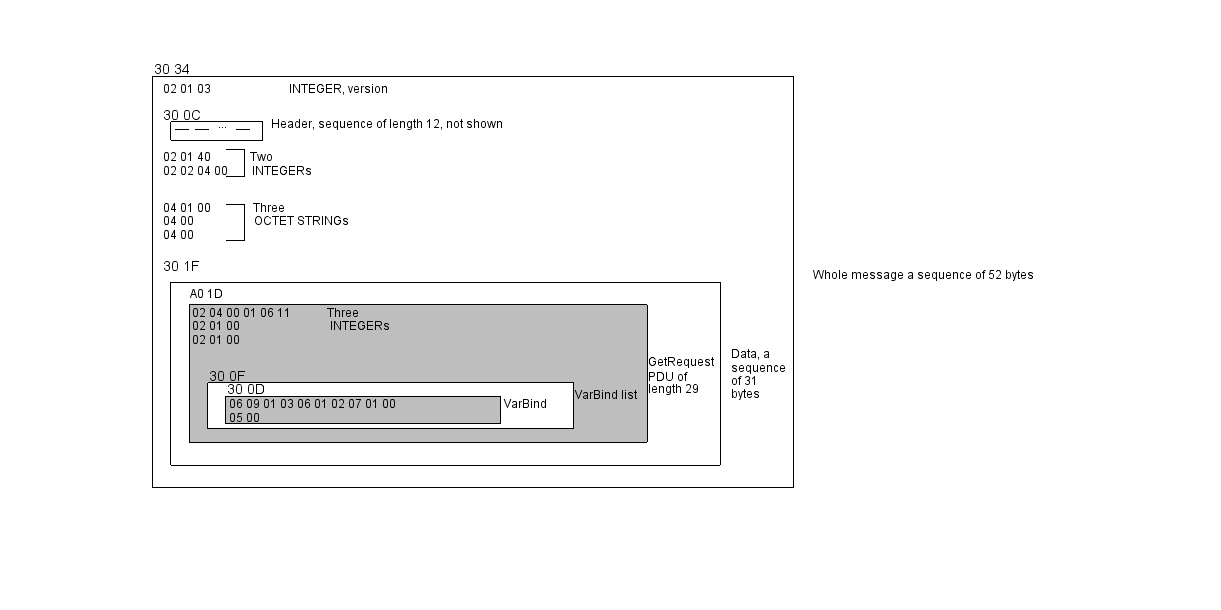 30 34
02 01 03 INTEGER, version
30 0C
... Header, sequence of length 12, not shown
02 01 40 Two
02 02 04 00 INTEGERs
04 01 00 Three
04 00 OCTET STRINGs
04 00
30 1F
Whole message a sequence of 52 bytes
A0 1D
02 04 00 01 06 11 Three
02 01 00 INTEGERs
02 01 00
GetRequest
PDU of
length 29
Data, a
sequence
of 31
bytes
30 0F
30 0D
06 09 01 03 06 01 02 07 01 00
05 00
VarBind
VarBind list